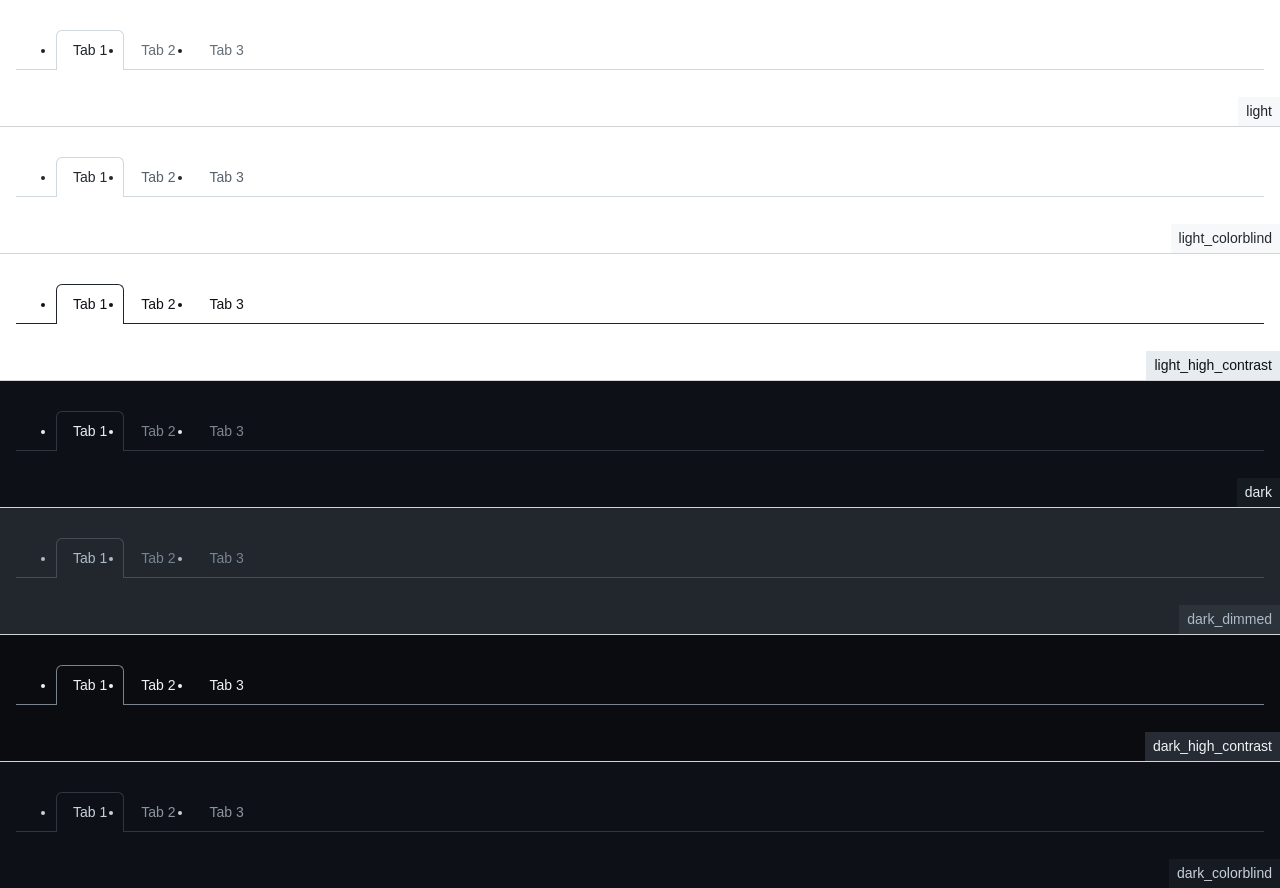 • Tab 1 • Tab 2 • Tab 3
light
• Tab 1 • Tab 2 • Tab 3
light_colorblind
• Tab 1 • Tab 2 • Tab 3
light_high_contrast
• Tab 1 • Tab 2 • Tab 3
dark
• Tab 1 • Tab 2 • Tab 3
dark_dimmed
• Tab 1 • Tab 2 • Tab 3
dark_high_contrast
• Tab 1 • Tab 2 • Tab 3
dark_colorblind